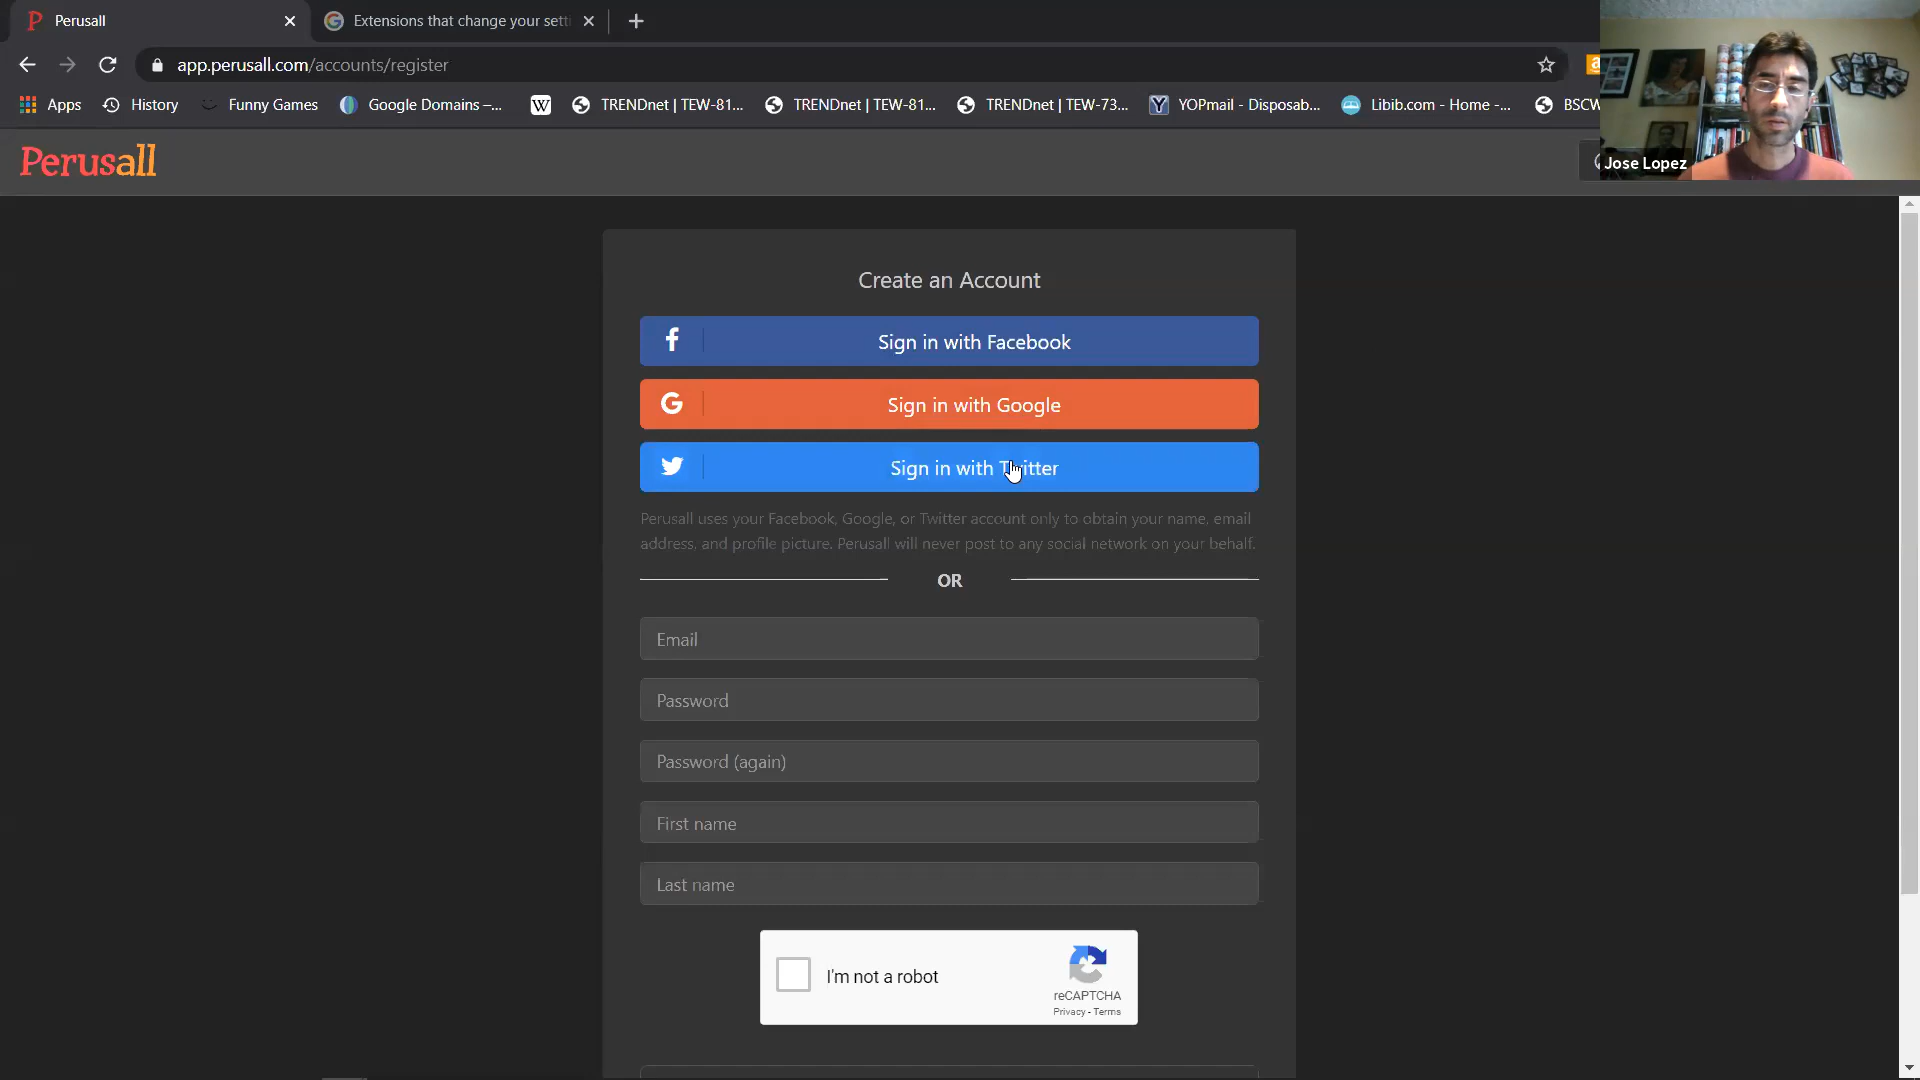 Perusall
Extensions that change your sett
app.perusall.com/accounts/register
Apps
History
Funny Games
Google Domains –...
W
TRENDnet | TEW-81...
TRENDnet | TEW-81...
TRENDnet | TEW-73...
YOPmail - Disposab...
Libib.com - Home -...
BSCW
Jose Lopez
Perusall
Create an Account
Sign in with Facebook
Sign in with Google
Sign in with Twitter
Perusall uses your Facebook, Google, or Twitter account only to obtain your name, email
address, and profile picture. Perusall will never post to any social network on your behalf.
OR
Email
Password
Password (again)
First name
Last name
I'm not a robot
reCAPTCHA
Privacy - Terms